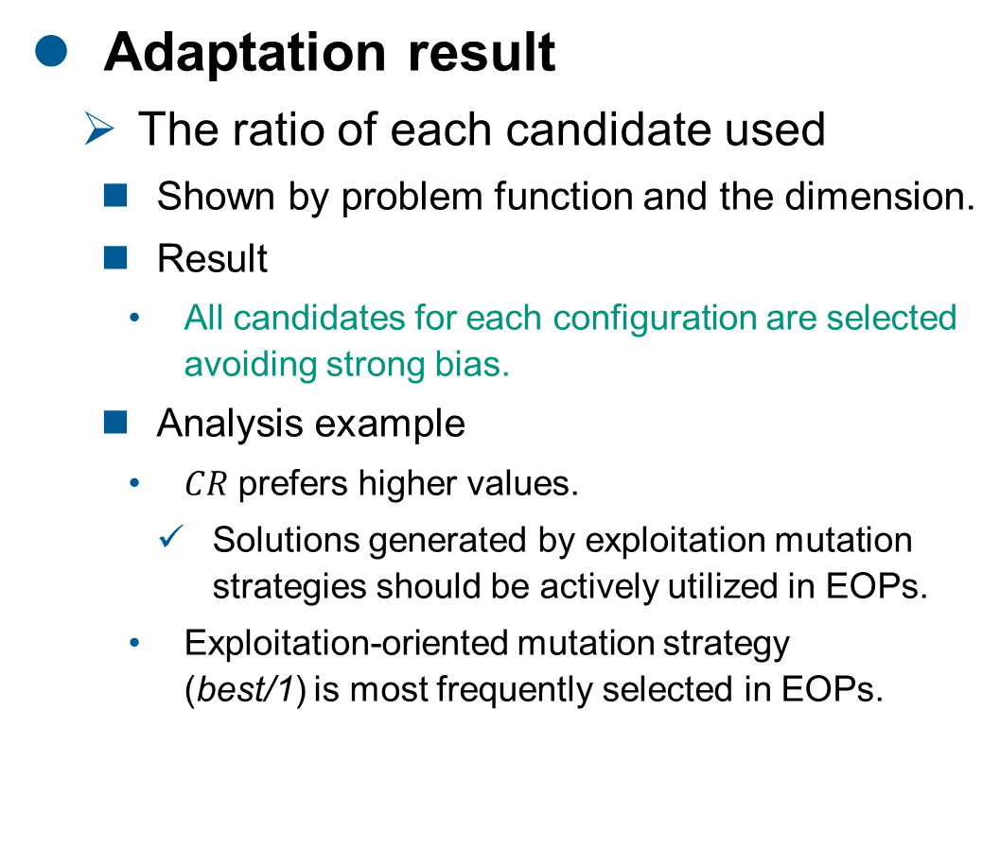 Adaptation result
The ratio of each candidate used
Shown by problem function and the dimension.
Result
All candidates for each configuration are selected
avoiding strong bias.
Analysis example
CR prefers higher values.
Solutions generated by exploitation mutation
strategies should be actively utilized in EOPs.
Exploitation-oriented mutation strategy
(best/1) is most frequently selected in EOPs.